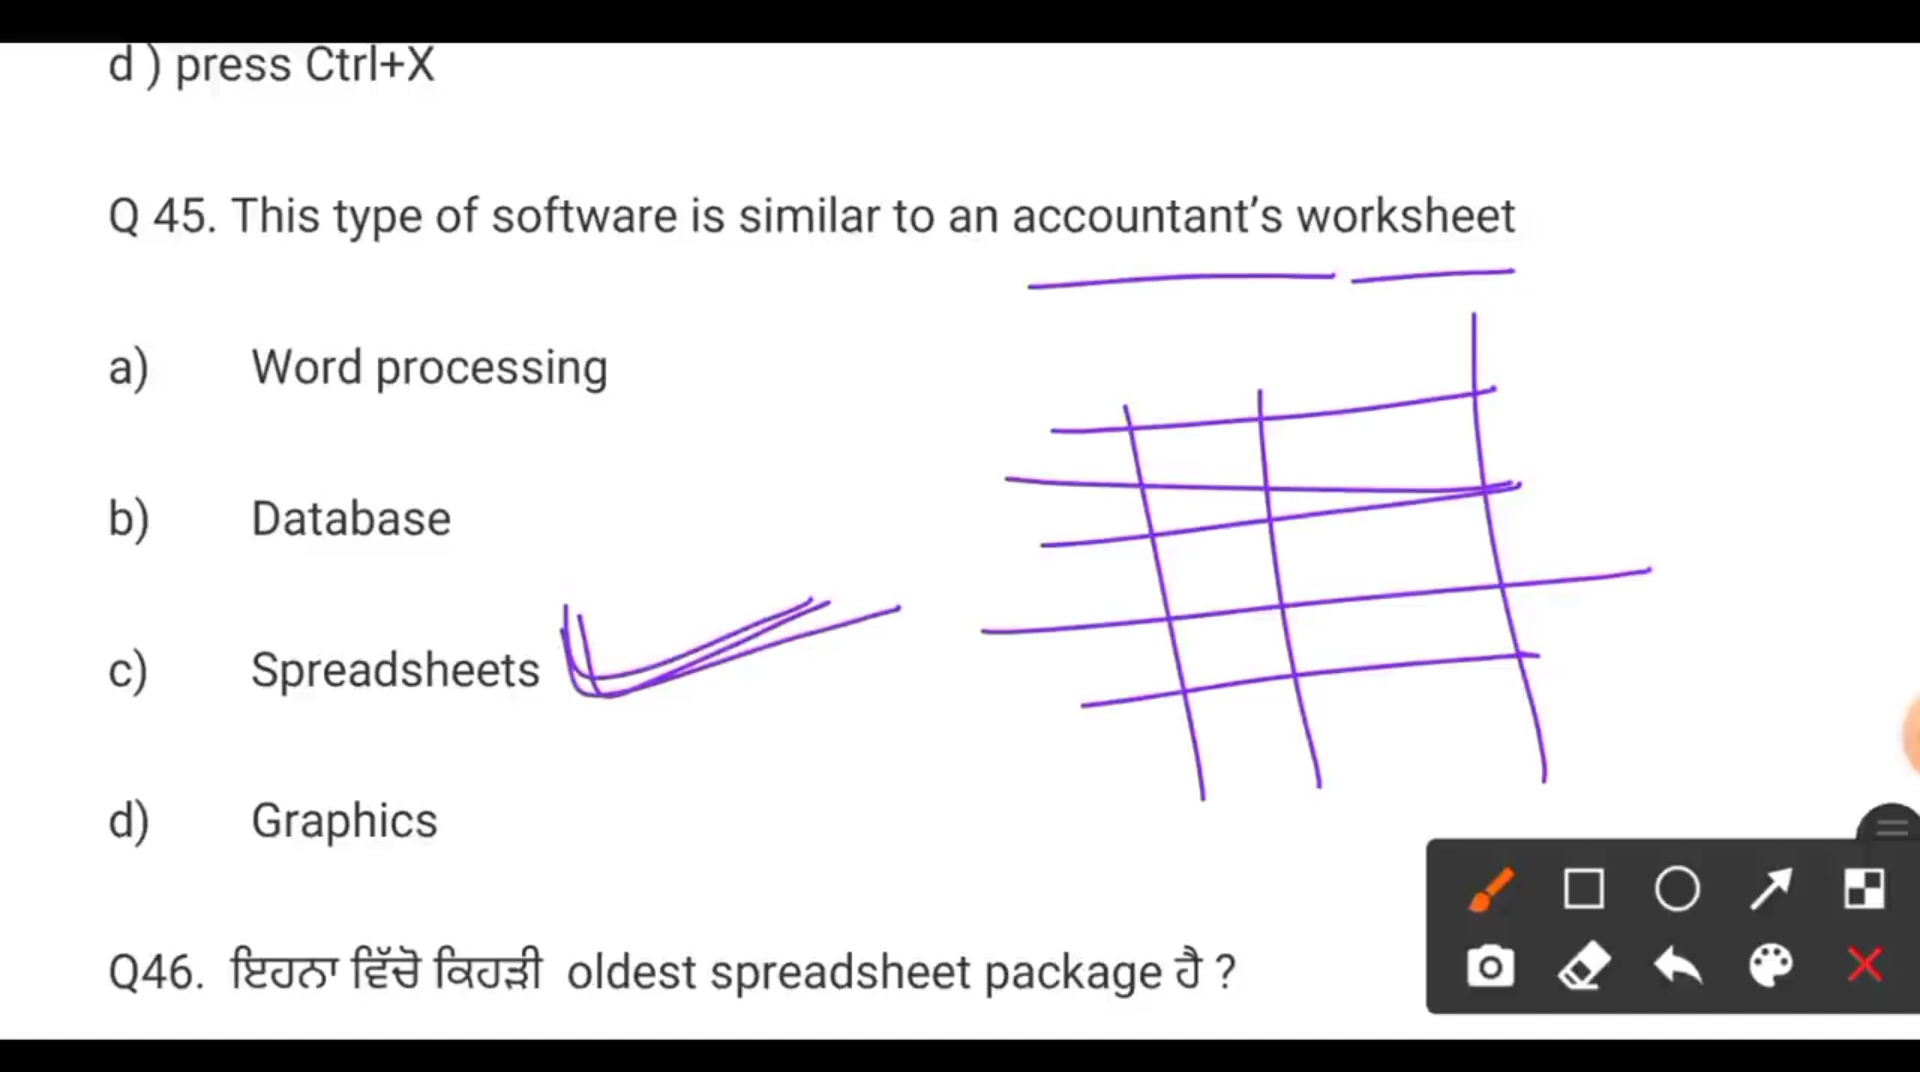 d ) press Ctrl+X
Q 45. This type of software is similar to an accountant’s worksheet
a) Word processing
b) Database
c) Spreadsheets
d) Graphics
Q46. ਇਹਨਾ ਵਿੱਚੋ ਕਿਹੜੀ oldest spreadsheet package ਹੈ ?